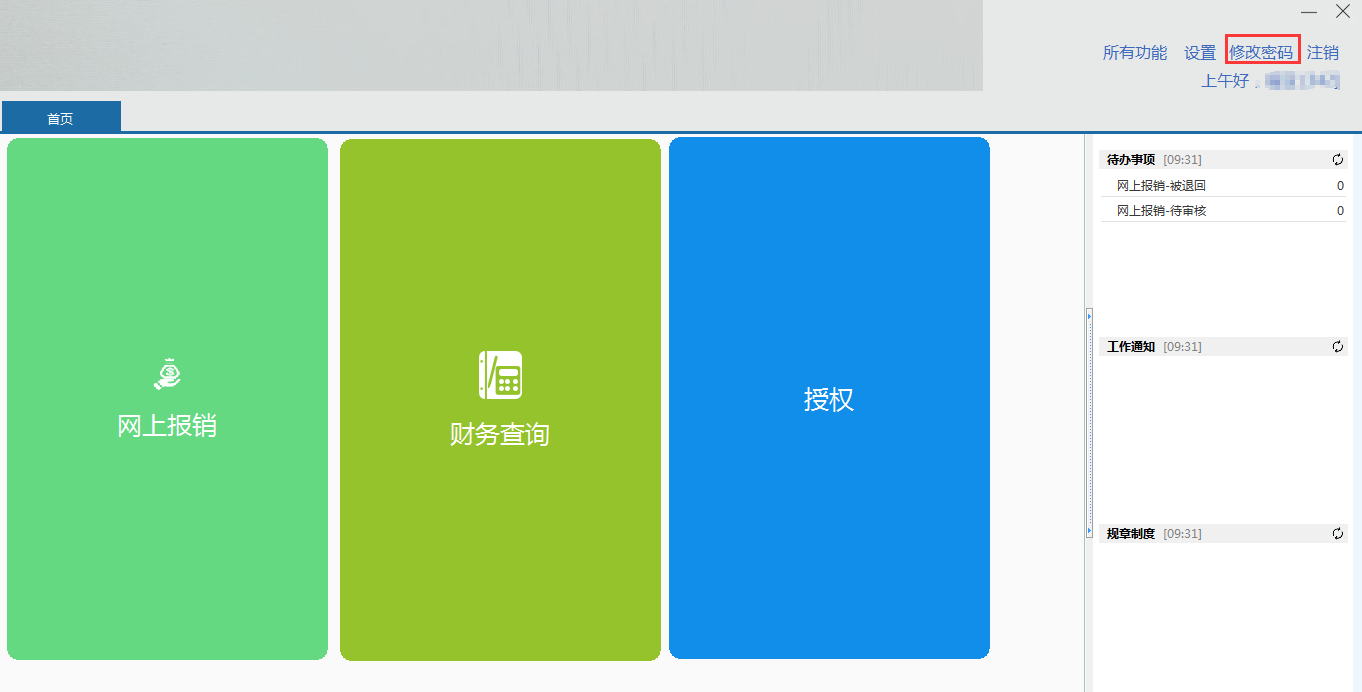 所有功能 设置 修改密码 注销
上午好，
首页
网上报销
财务查询
授权
待办事项 [09:31]
网上报销-被退回 0
网上报销-待审核 0
工作通知 [09:31]
规章制度 [09:31]